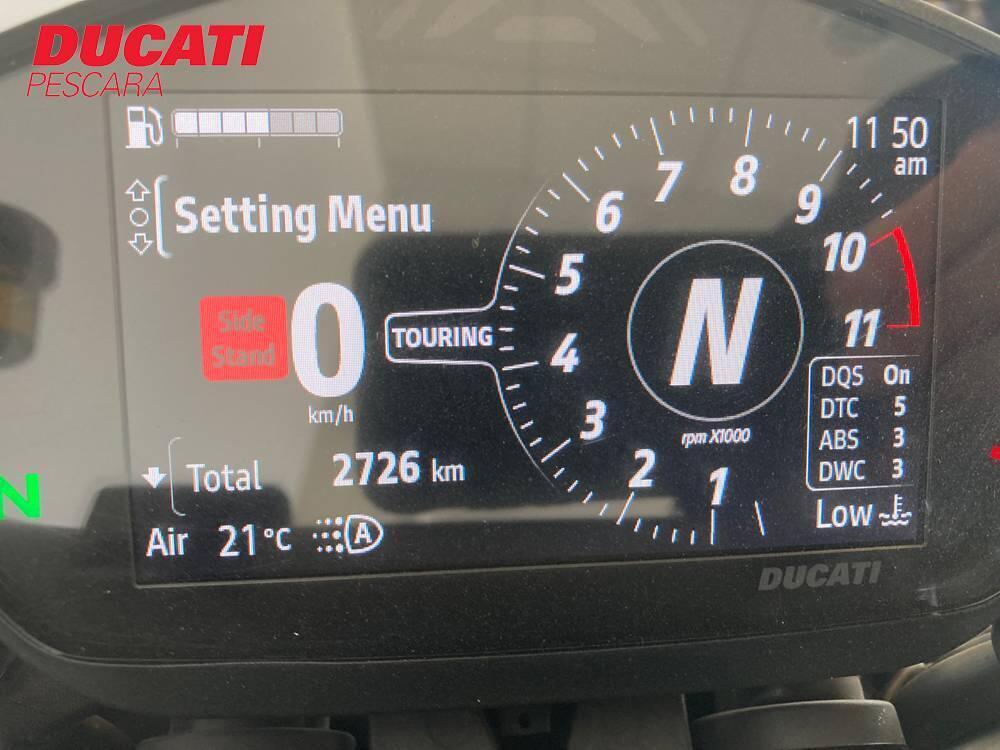 DUCATI
PESCARA
11 50
am
Setting Menu
Side
Stand
0
km/h
TOURING
1
2
3
4
5
6
7
8
9
10
11
N
rpm X1000
DQS On
DTC 5
ABS 3
DWC 3
Total 2726 km
Air 21°C
A
Low
DUCATI
N